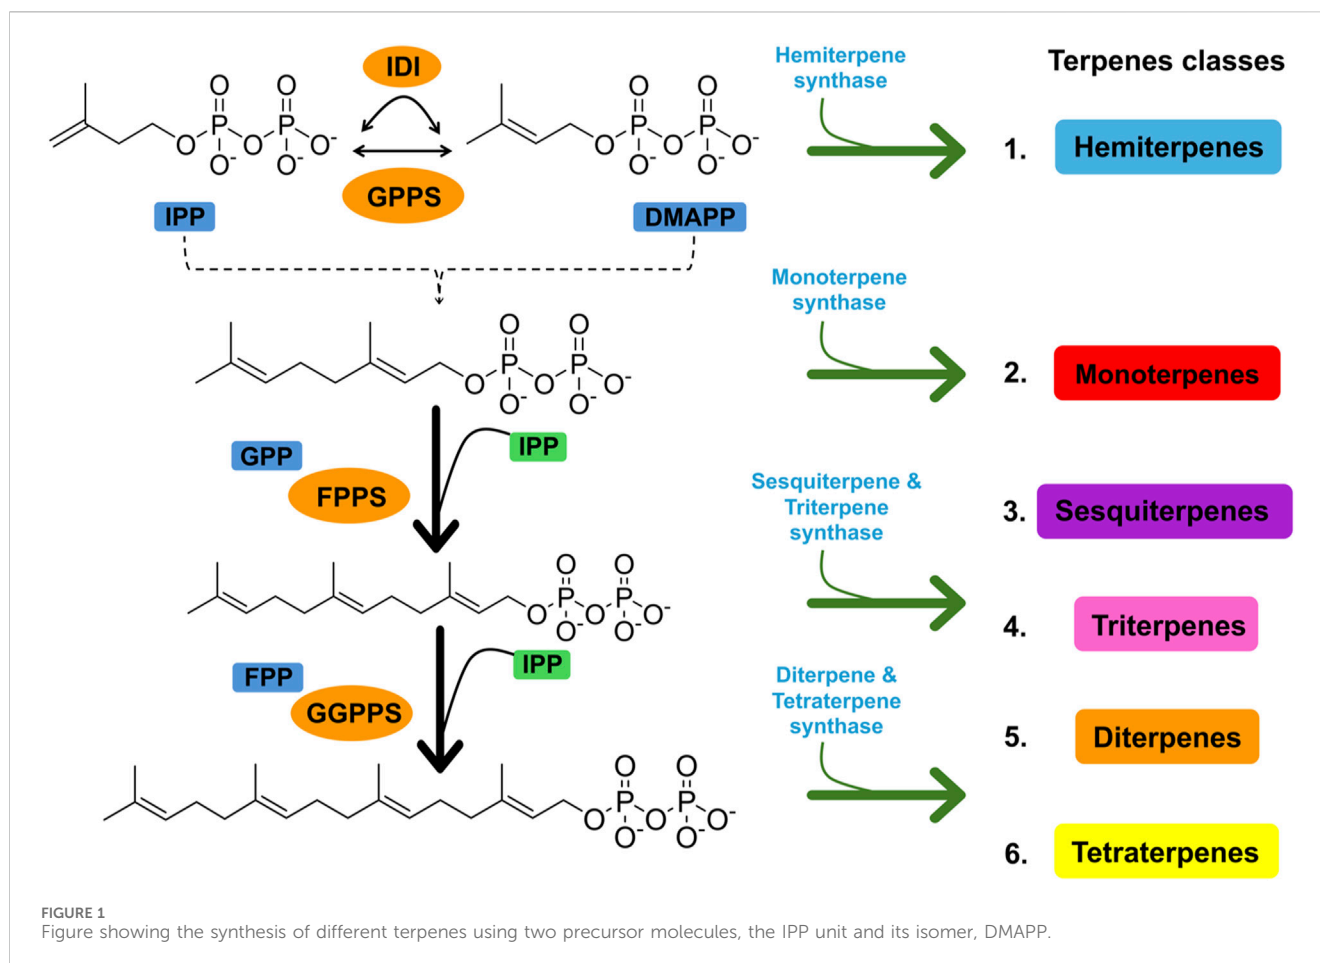 IDI
Hemiterpene
synthase
Terpenes classes
O O
P P
O O O-
O- O-
O O
P P
O O O-
O- O-
1. Hemiterpenes
GPPS
IPP
DMAPP
Monoterpene
synthase
O O
P P
O O O-
O- O-
2. Monoterpenes
GPP
IPP
FPPS
Sesquiterpene &
Triterpene
synthase
3. Sesquiterpenes
O O
P P
O O O-
O- O-
4. Triterpenes
FPP
IPP
GGPPS
Diterpene &
Tetraterpene
synthase
5. Diterpenes
O O
P P
O O O-
O- O-
6. Tetraterpenes
FIGURE 1
Figure showing the synthesis of different terpenes using two precursor molecules, the IPP unit and its isomer, DMAPP.